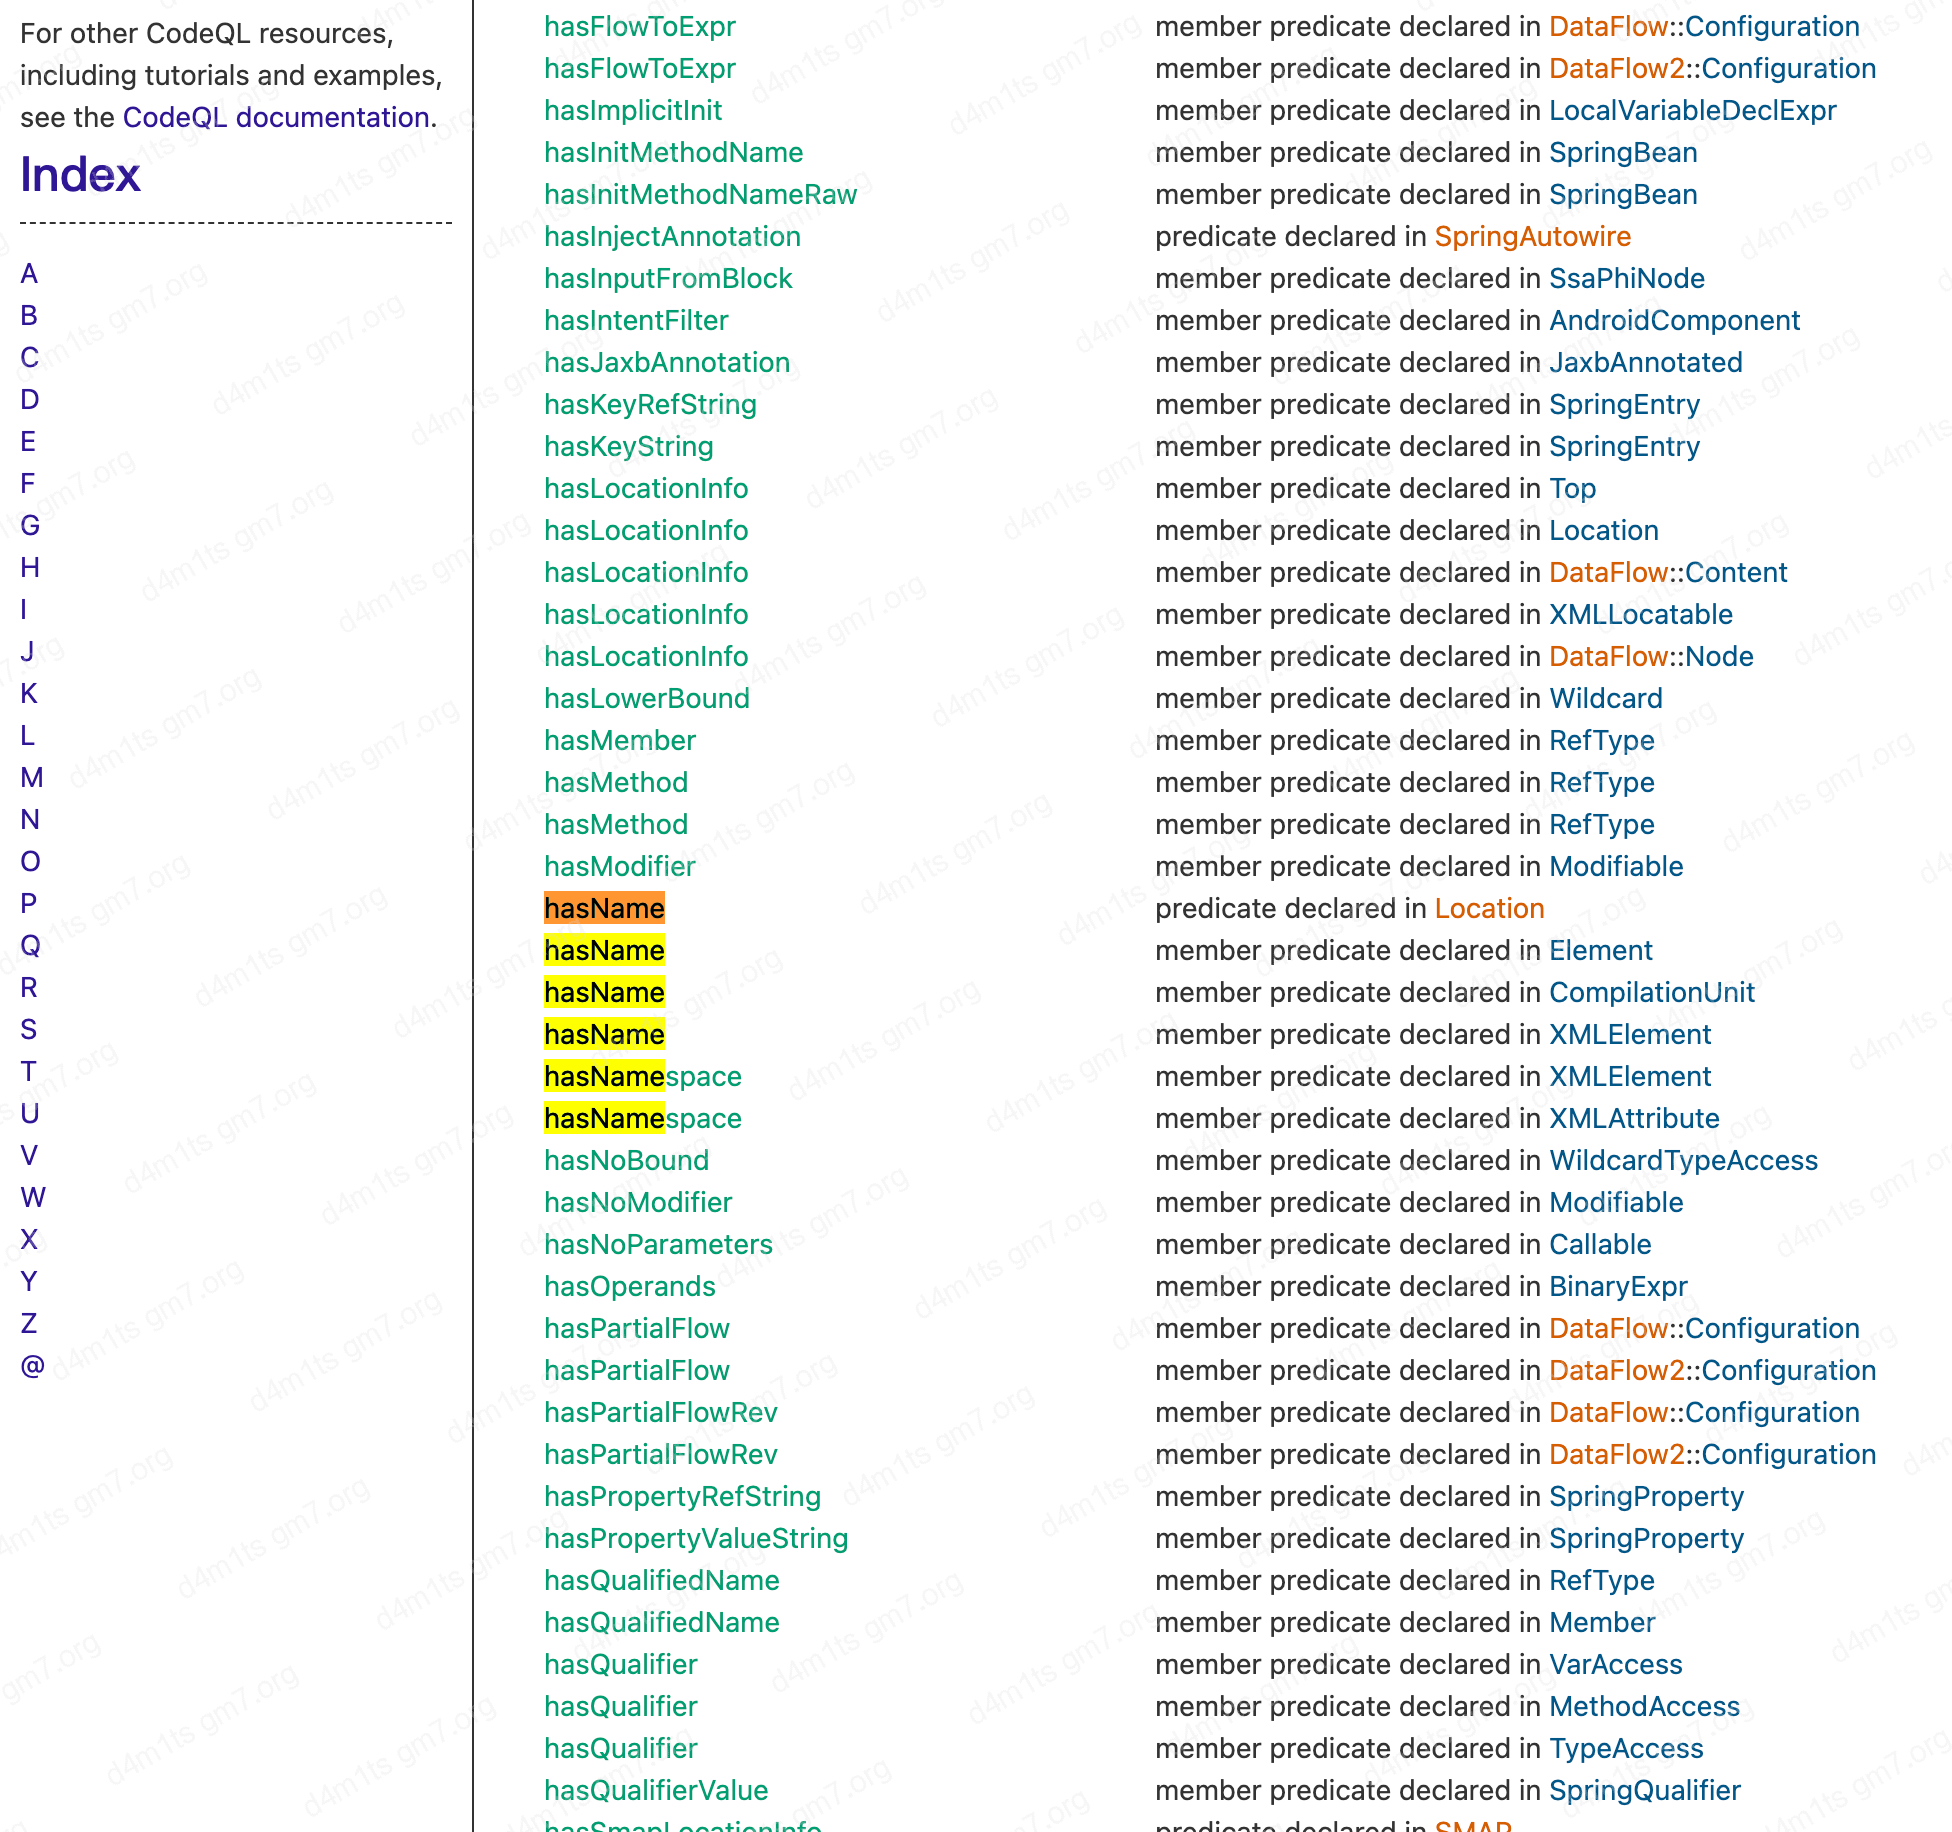 For other CodeQL resources,
including tutorials and examples,
see the CodeQL documentation.
Index
A
B
C
D
E
F
G
H
I
J
K
L
M
N
O
P
Q
R
S
T
U
V
W
X
Y
Z
@
hasFlowToExpr member predicate declared in DataFlow::Configuration
hasFlowToExpr member predicate declared in DataFlow2::Configuration
hasImplicitInit member predicate declared in LocalVariableDeclExpr
hasInitMethodName member predicate declared in SpringBean
hasInitMethodNameRaw member predicate declared in SpringBean
hasInjectAnnotation predicate declared in SpringAutowire
hasInputFromBlock member predicate declared in SsaPhiNode
hasIntentFilter member predicate declared in AndroidComponent
hasJaxbAnnotation member predicate declared in JaxbAnnotated
hasKeyRefString member predicate declared in SpringEntry
hasKeyString member predicate declared in SpringEntry
hasLocationInfo member predicate declared in Top
hasLocationInfo member predicate declared in Location
hasLocationInfo member predicate declared in DataFlow::Content
hasLocationInfo member predicate declared in XMLLocatable
hasLocationInfo member predicate declared in DataFlow::Node
hasLowerBound member predicate declared in Wildcard
hasMember member predicate declared in RefType
hasMethod member predicate declared in RefType
hasMethod member predicate declared in RefType
hasModifier member predicate declared in Modifiable
hasName predicate declared in Location
hasName member predicate declared in Element
hasName member predicate declared in CompilationUnit
hasName member predicate declared in XMLElement
hasNamespace member predicate declared in XMLElement
hasNamespace member predicate declared in XMLAttribute
hasNoBound member predicate declared in WildcardTypeAccess
hasNoModifier member predicate declared in Modifiable
hasNoParameters member predicate declared in Callable
hasOperands member predicate declared in BinaryExpr
hasPartialFlow member predicate declared in DataFlow::Configuration
hasPartialFlow member predicate declared in DataFlow2::Configuration
hasPartialFlowRev member predicate declared in DataFlow::Configuration
hasPartialFlowRev member predicate declared in DataFlow2::Configuration
hasPropertyRefString member predicate declared in SpringProperty
hasPropertyValueString member predicate declared in SpringProperty
hasQualifiedName member predicate declared in RefType
hasQualifiedName member predicate declared in Member
hasQualifier member predicate declared in VarAccess
hasQualifier member predicate declared in MethodAccess
hasQualifier member predicate declared in TypeAccess
hasQualifierValue member predicate declared in SpringQualifier
hasSmapLocationInfo predicate declared in SMAP
d4m1ts gm7.org